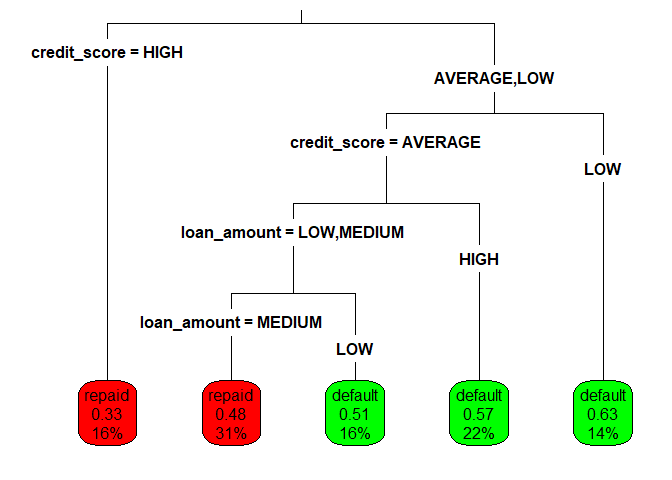 credit_score = HIGH
AVERAGE,LOW
credit_score = AVERAGE
LOW
loan_amount = LOW,MEDIUM
HIGH
loan_amount = MEDIUM
LOW
repaid
0.33
16%
repaid
0.48
31%
default
0.51
16%
default
0.57
22%
default
0.63
14%